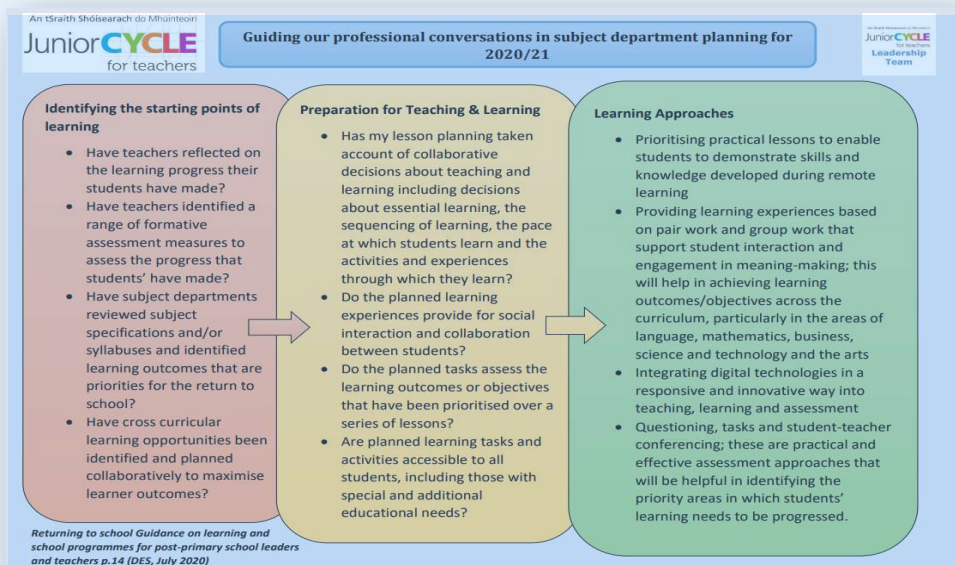 An tSraith Shóisearach do Mhúinteoirí
JuniorCYCLE
for teachers
Guiding our professional conversations in subject department planning for
2020/21
JuniorCYCLE
for teachers
Leadership
Team
Identifying the starting points of
learning
• Have teachers reflected on
the learning progress their
students have made?
• Have teachers identified a
range of formative
assessment measures to
assess the progress that
students' have made?
• Have subject departments
reviewed subject
specifications and/or
syllabuses and identified
learning outcomes that are
priorities for the return to
school?
• Have cross curricular
learning opportunities been
identified and planned
collaboratively to maximise
learner outcomes?
Preparation for Teaching & Learning
• Has my lesson planning taken
account of collaborative
decisions about teaching and
learning including decisions
about essential learning, the
sequencing of learning, the pace
at which students learn and the
activities and experiences
through which they learn?
• Do the planned learning
experiences provide for social
interaction and collaboration
between students?
• Do the planned tasks assess the
learning outcomes or objectives
that have been prioritised over a
series of lessons?
• Are planned learning tasks and
activities accessible to all
students, including those with
special and additional
educational needs?
Learning Approaches
• Prioritising practical lessons to enable
students to demonstrate skills and
knowledge developed during remote
learning
• Providing learning experiences based
on pair work and group work that
support student interaction and
engagement in meaning-making; this
will help in achieving learning
outcomes/objectives across the
curriculum, particularly in the areas of
language, mathematics, business,
science and technology and the arts
• Integrating digital technologies in a
responsive and innovative way into
teaching, learning and assessment
• Questioning, tasks and student-teacher
conferencing; these are practical and
effective assessment approaches that
will be helpful in identifying the
priority areas in which students'
learning needs to be progressed.
Returning to school Guidance on learning and
school programmes for post-primary school leaders
and teachers p.14 (DES, July 2020)